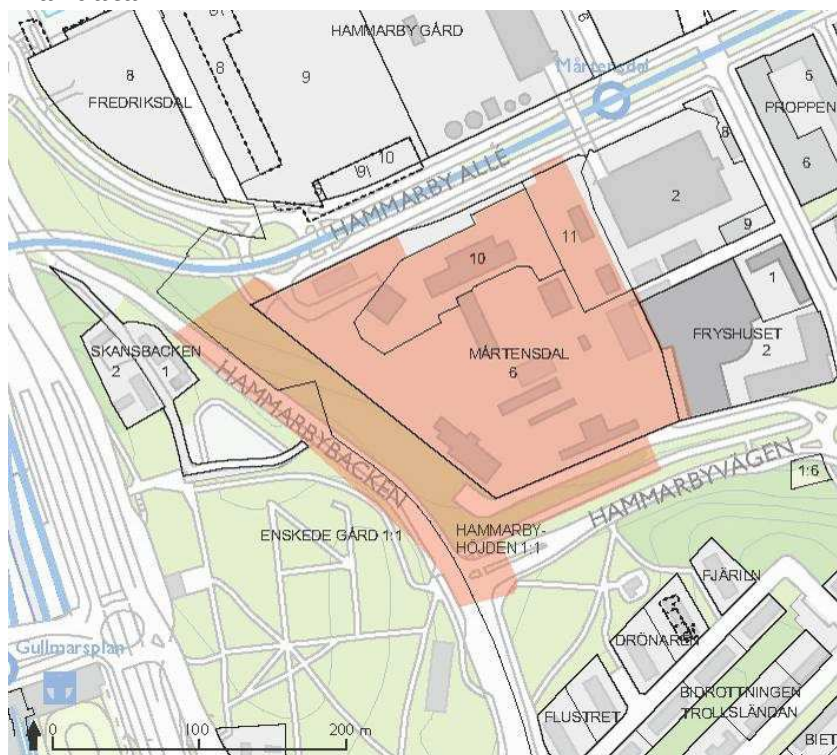 HAMMARBY GÅRD
8
8
9
FREDRIKSDAL
Mårtensdal
5
PROPPEN
6
10
8
HAMMARBY ALLÉ
2
9
11
10
1
FRYSHUSET
2
MÅRTENSDAL
6
SKANSBACKEN
2
1
HAMMARBYBACKEN
HAMMARBYVÄGEN
1:6
ENSKEDE GÅRD 1:1
HAMMARBY-
HÖJDEN 1:1
FJÄRILN
DRÖNAREN
Gullmarsplan
BIDROTTNINGEN
TROLLSLÄNDAN
FLUSTRET
BIET
0 100 200 m